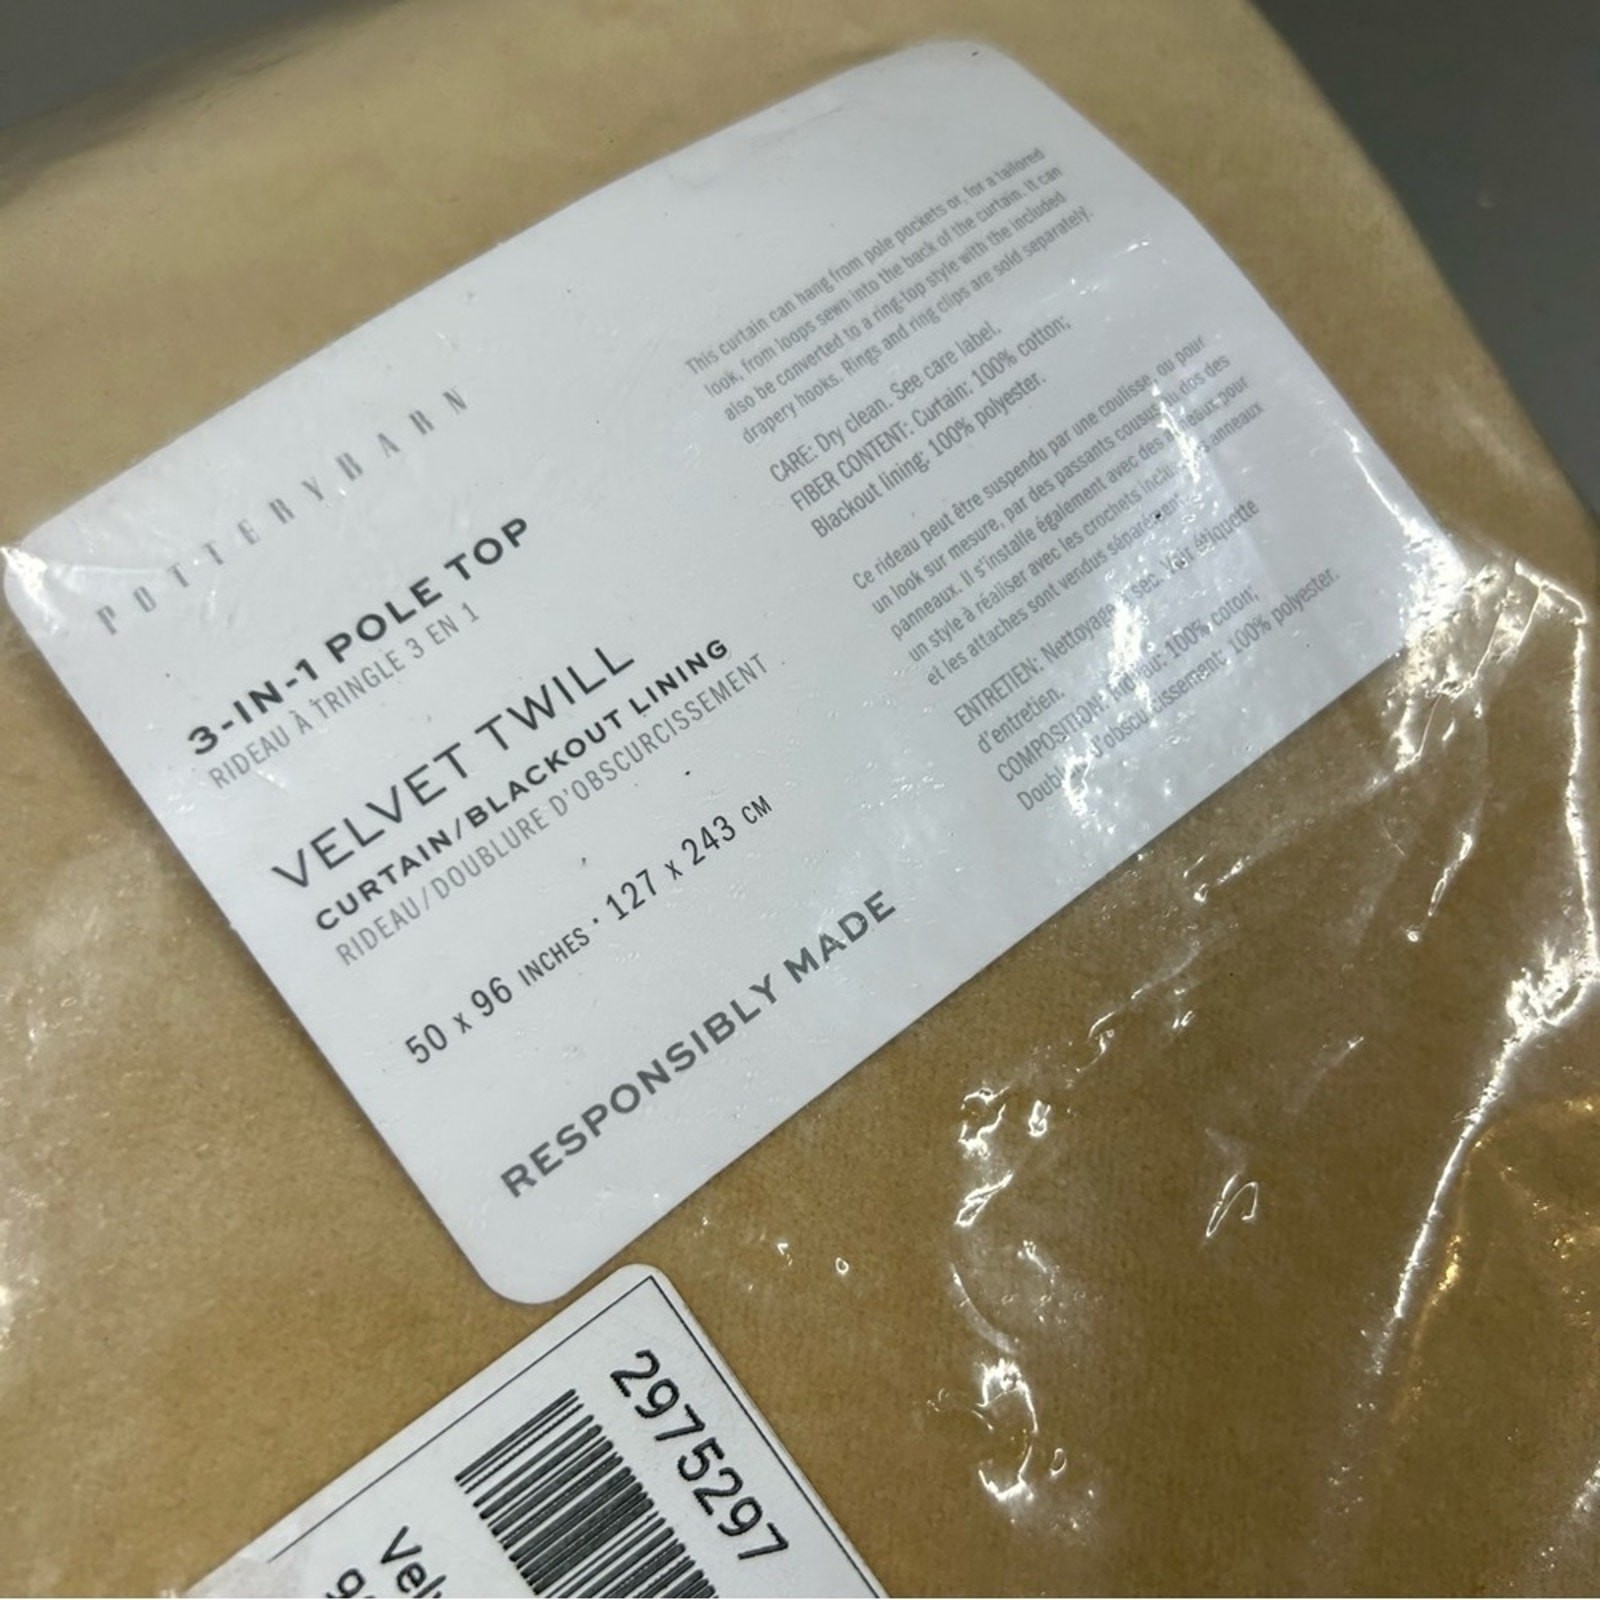 POTTERYBARN
3-IN-1 POLE TOP
RIDEAU À TRINGLE 3 EN 1
VELVET TWILL
CURTAIN/BLACKOUT LINING
RIDEAU/DOUBLURE D'OBSCURCISSEMENT
50 x 96 INCHES · 127 x 243 CM
RESPONSIBLY MADE
This curtain can hang from pole pockets or, for a tailored
look, from loops sewn into the back of the curtain. It can
also be converted to a ring-top style with the included
drapery hooks. Rings and ring clips are sold separately.
CARE: Dry clean. See care label.
FIBER CONTENT: Curtain: 100% cotton;
Blackout lining: 100% polyester.
Ce rideau peut être suspendu par une coulisse, ou pour
un look sur mesure, par des passants cousus au dos des
panneaux. Il s'installe également avec des anneaux pour
un style à réaliser avec les crochets inclus. Les anneaux
et les attaches sont vendus séparément.
ENTRETIEN: Nettoyage à sec. Voir étiquette
d'entretien.
COMPOSITION: Rideau: 100% coton;
Doublure d'obscurcissement: 100% polyester.
2975297